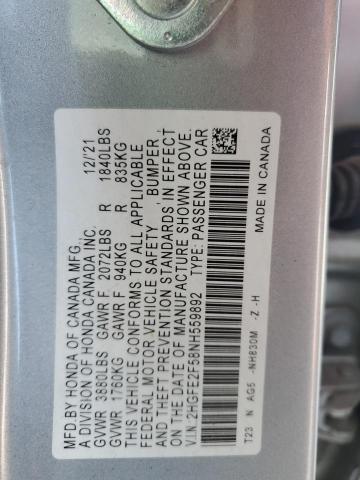 MFD.BY HONDA OF CANADA MFG., 12/'21
A DIVISION OF HONDA CANADA INC.
GVWR 3880LBS GAWR F 2072LBS R 1840LBS
GVWR 1760KG GAWR F 940KG R 835KG
THIS VEHICLE CONFORMS TO ALL APPLICABLE
FEDERAL MOTOR VEHICLE SAFETY , BUMPER ,
THEFT PREVENTION STANDARDS IN EFFECT
ON THE DATE OF MANUFACTURE SHOWN ABOVE.
V.I.N: 2HGFE2F58NH559892 TYPE: PASSENGER CAR
T23 N AG5 -NH830M -Z -H MADE IN CANADA